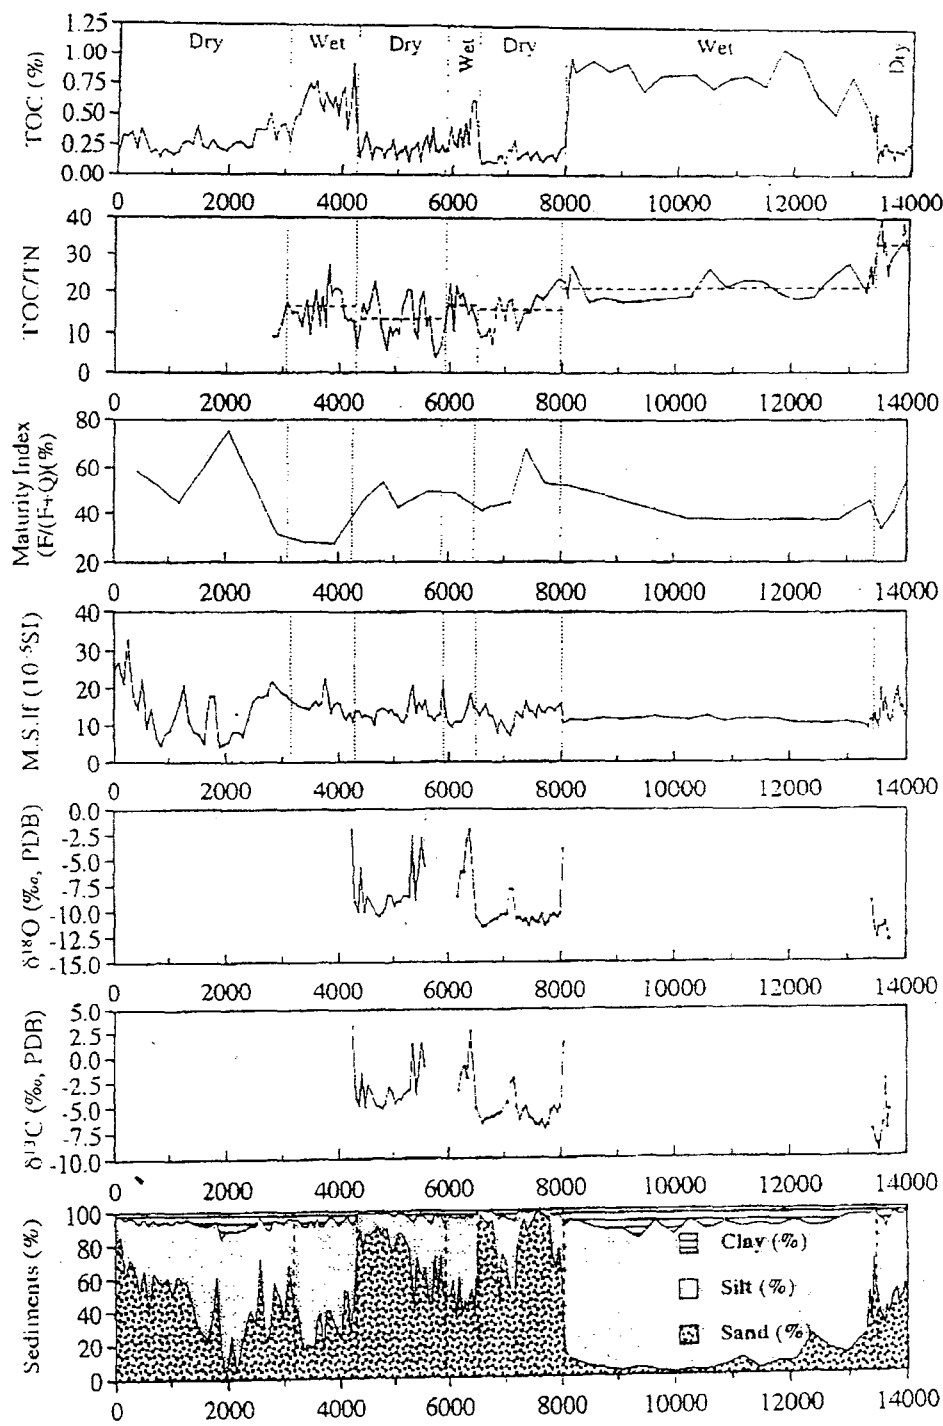 TOC (%)
1.25
1.00
0.75
0.50
0.25
0.00
Dry Wet Dry Wet Dry Wet Dry
0 2000 4000 6000 8000 10000 12000 14000
TOC/TN
40
30
20
10
0
0 2000 4000 6000 8000 10000 12000 14000
Maturity Index
(F/(F+Q)(%)
80
60
40
20
0 2000 4000 6000 8000 10000 12000 14000
M.S.lf (10⁻⁵SI)
40
30
20
10
0
0 2000 4000 6000 8000 10000 12000 14000
δ¹⁸O (‰, PDB)
0.0
-2.5
-5.0
-7.5
-10.0
-12.5
-15.0
0 2000 4000 6000 8000 10000 12000 14000
δ¹³C (‰, PDB)
5.0
2.5
0.0
-2.5
-5.0
-7.5
-10.0
0 2000 4000 6000 8000 10000 12000 14000
Sediments (%)
100
80
60
40
20
0
Clay (%)
Silt (%)
Sand (%)
0 2000 4000 6000 8000 10000 12000 14000